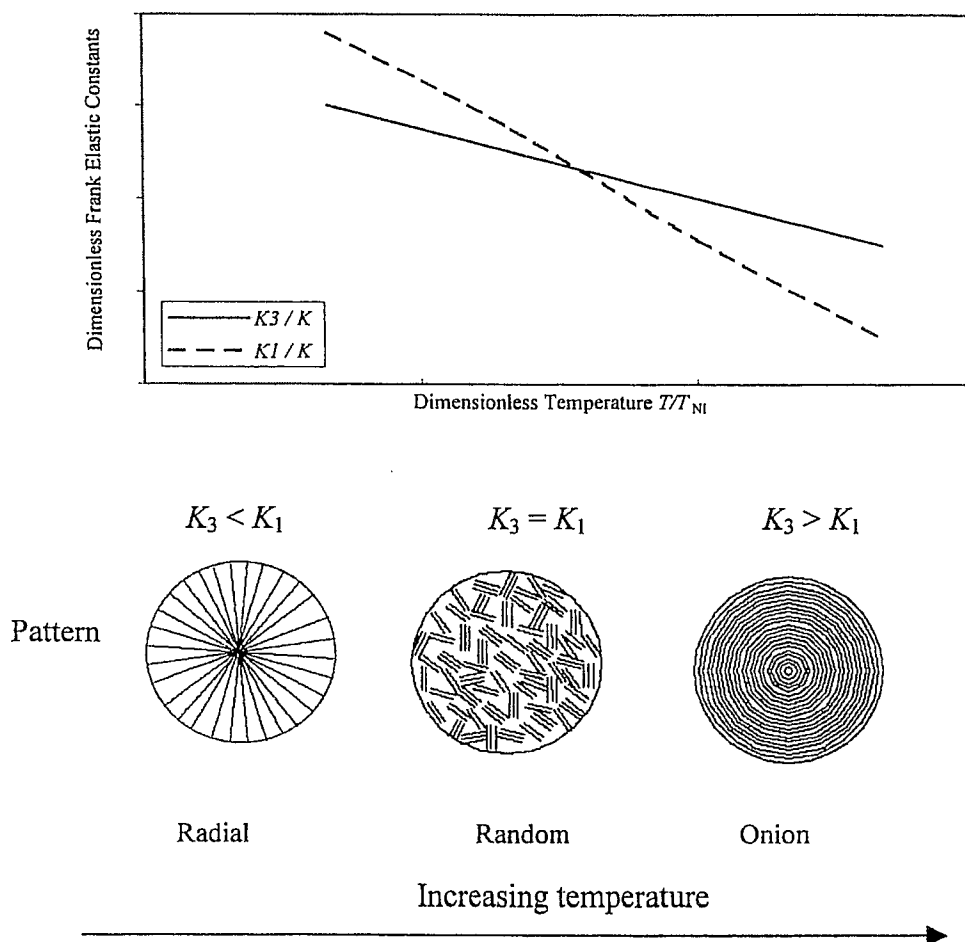 Dimensionless Frank Elastic Constants
K3 / K
K1 / K
Dimensionless Temperature T/T_NI
K₃ < K₁
K₃ = K₁
K₃ > K₁
Pattern
Radial
Random
Onion
Increasing temperature